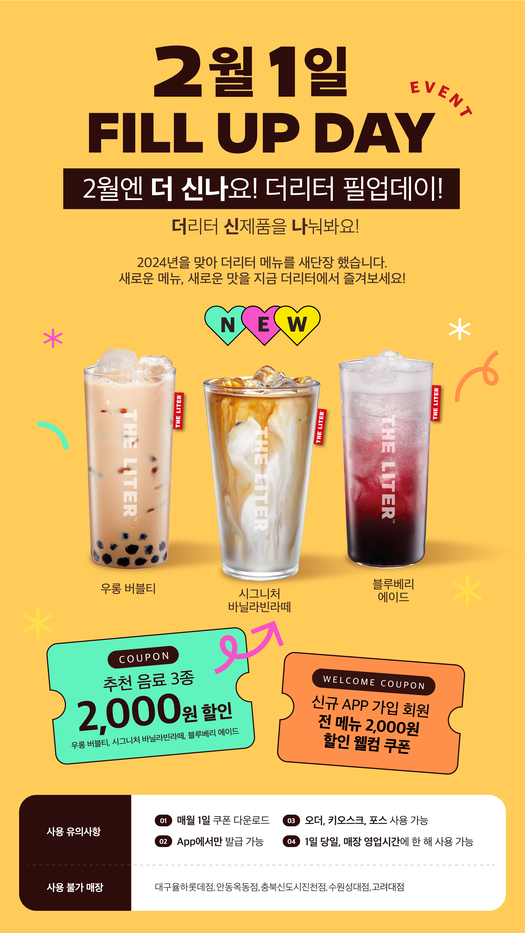 2월 1일
EVENT
FILL UP DAY
2월엔 더 신나요! 더리터 필업데이!
더리터 신제품을 나눠봐요!
2024년을 맞아 더리터 메뉴를 새단장 했습니다.
새로운 메뉴, 새로운 맛을 지금 더리터에서 즐겨보세요!
NEW
THE LITER
THE LITER
THE LITER
THE LITER
THE LITER
THE LITER
우롱 버블티
시그니처
바닐라빈라떼
블루베리
에이드
COUPON
추천 음료 3종
2,000원 할인
우롱 버블티, 시그니처 바닐라빈라떼, 블루베리 에이드
WELCOME COUPON
신규 APP 가입 회원
전 메뉴 2,000원
할인 웰컴 쿠폰
사용 유의사항
01 매월 1일 쿠폰 다운로드
02 App에서만 발급 가능
03 오더, 키오스크, 포스 사용 가능
04 1일 당일, 매장 영업시간에 한 해 사용 가능
사용 불가 매장
대구율하롯데점,안동옥동점,충북신도시진천점,수원성대점,고려대점